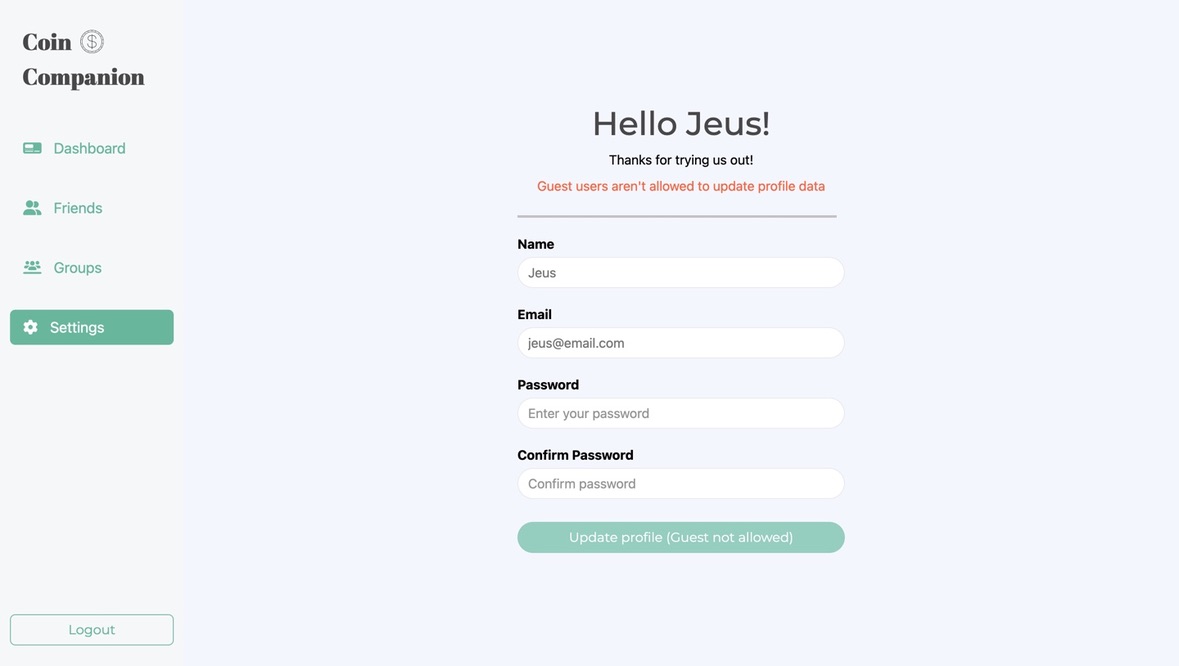 Coin
Companion
Dashboard
Friends
Groups
Settings
Logout
Hello Jeus!
Thanks for trying us out!
Guest users aren't allowed to update profile data
Name
Jeus
Email
jeus@email.com
Password
Enter your password
Confirm Password
Confirm password
Update profile (Guest not allowed)